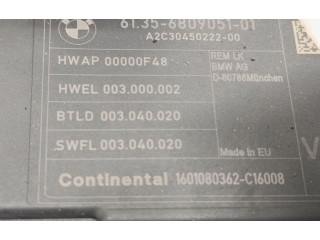 61.35-6809051-01
A2C30450222-00
HWAP 00000F48
REM LK
BMW AG
D-80788München
HWEL 003.000.002
BTLD 003.040.020
SWFL 003.040.020
Made in EU
Continental 1601080362-C16008